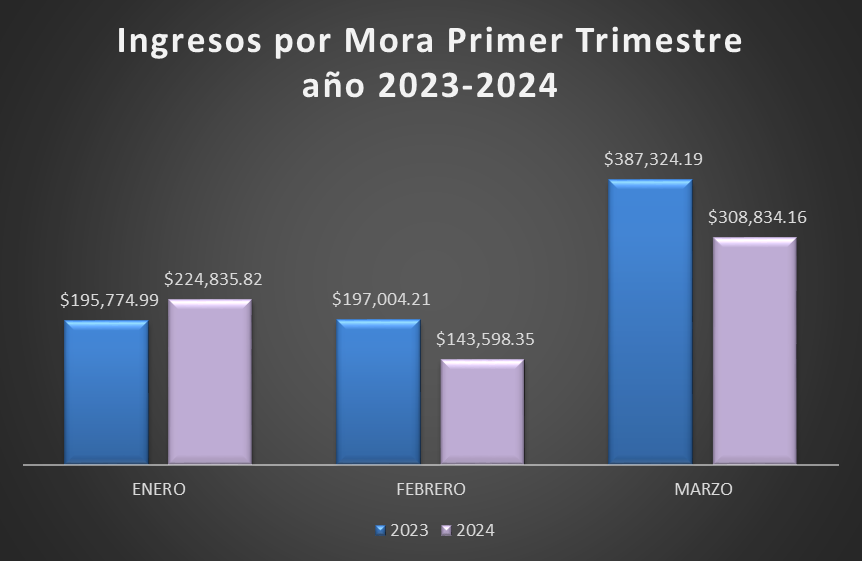 Ingresos por Mora Primer Trimestre
año 2023-2024
$387,324.19
$308,834.16
$224,835.82
$195,774.99
$197,004.21
$143,598.35
ENERO FEBRERO MARZO
2023 2024